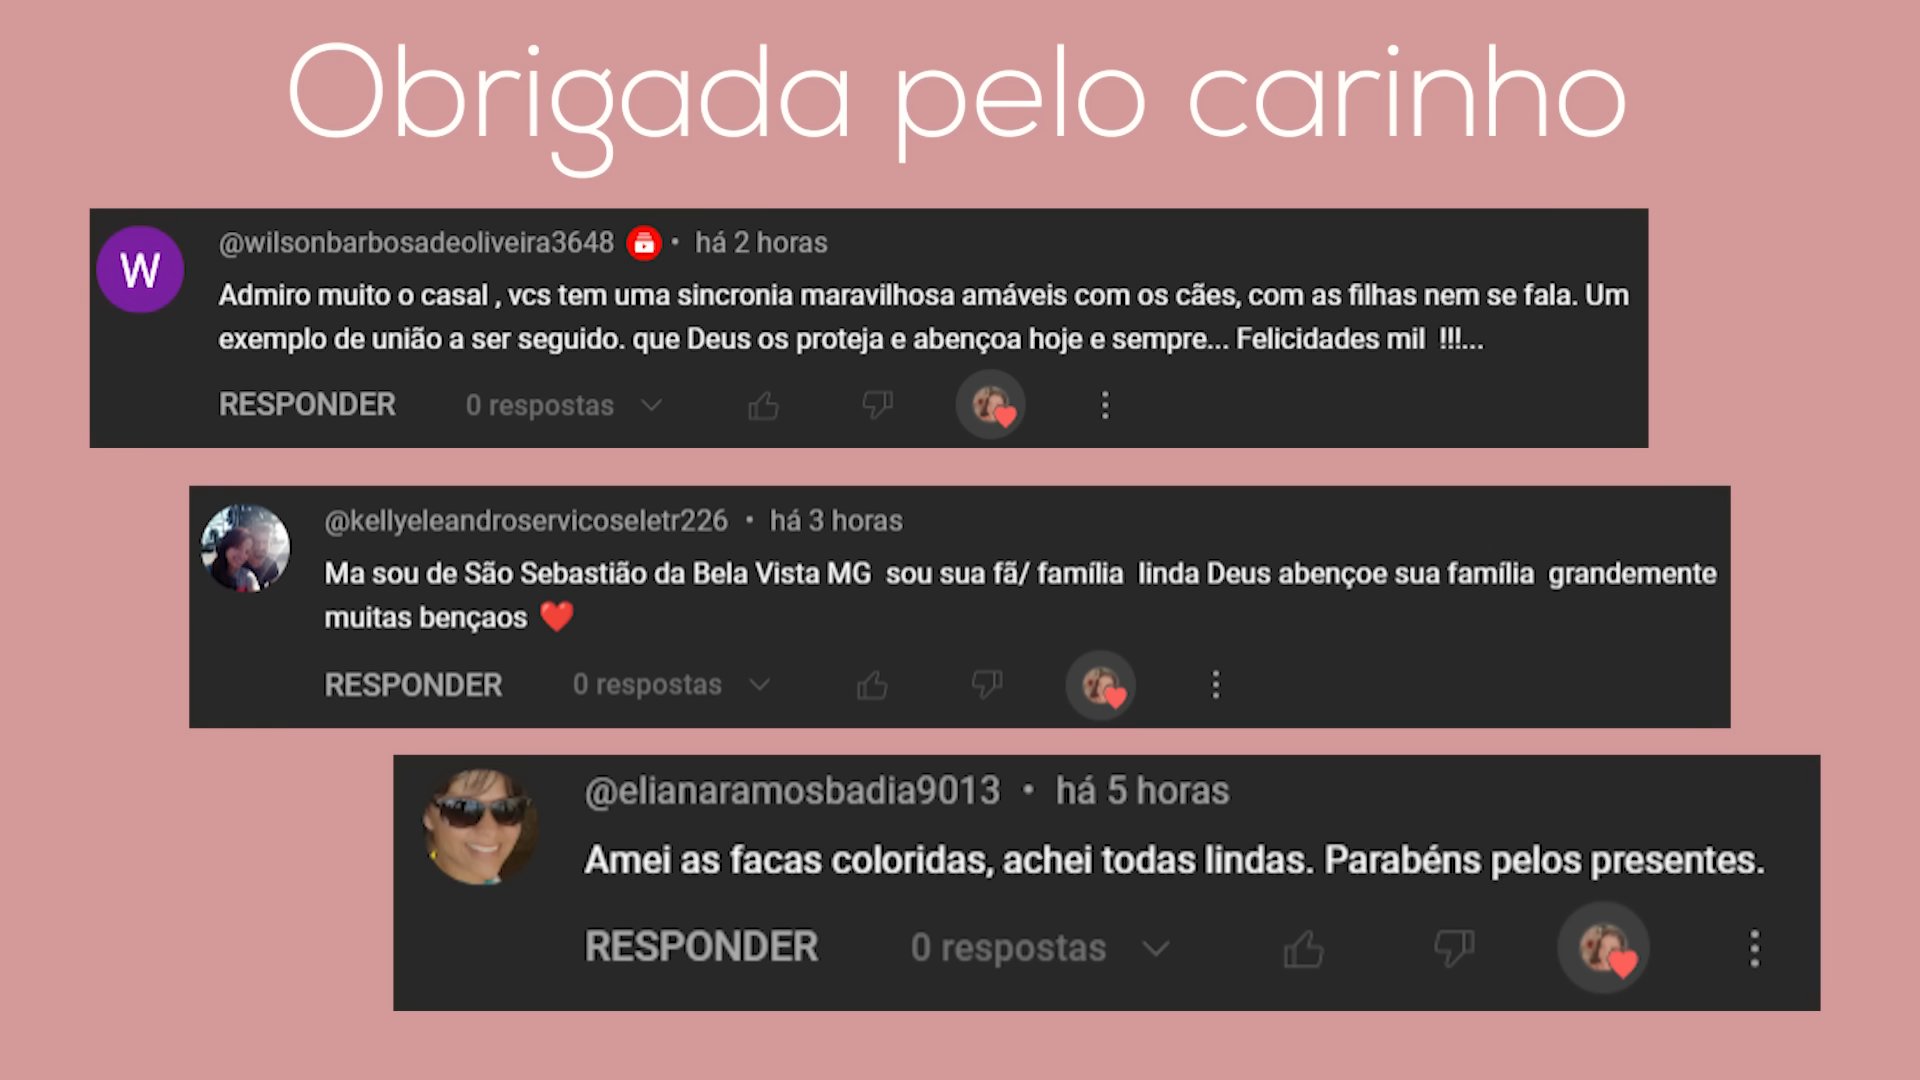 Obrigada pelo carinho
W
@wilsonbarbosadeoliveira3648 • há 2 horas
Admiro muito o casal , vcs tem uma sincronia maravilhosa amáveis com os cães, com as filhas nem se fala. Um
exemplo de união a ser seguido. que Deus os proteja e abençoa hoje e sempre... Felicidades mil !!!...
RESPONDER 0 respostas
@kellyeleandroservicoseletr226 • há 3 horas
Ma sou de São Sebastião da Bela Vista MG sou sua fã/ família linda Deus abençoe sua família grandemente
muitas bençaos ❤️
RESPONDER 0 respostas
@elianaramosbadia9013 • há 5 horas
Amei as facas coloridas, achei todas lindas. Parabéns pelos presentes.
RESPONDER 0 respostas